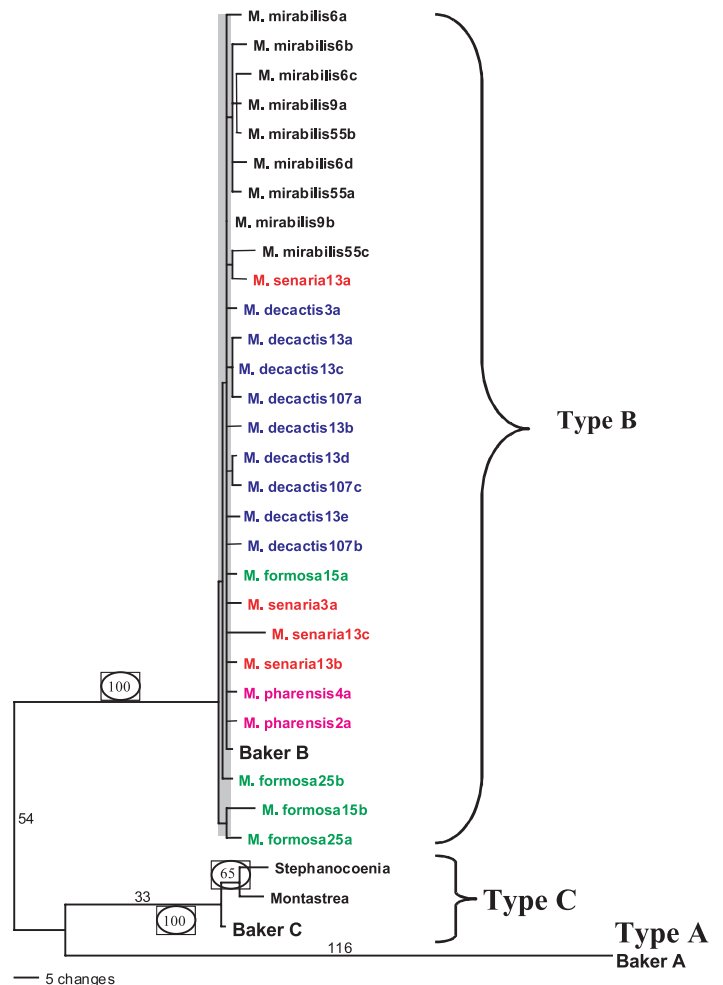 M. mirabilis6a
M. mirabilis6b
M. mirabilis6c
M. mirabilis9a
M. mirabilis55b
M. mirabilis6d
M. mirabilis55a
M. mirabilis9b
M. mirabilis55c
M. senaria13a
M. decactis3a
M. decactis13a
M. decactis13c
M. decactis107a
M. decactis13b
M. decactis13d
M. decactis107c
M. decactis13e
M. decactis107b
M. formosa15a
M. senaria3a
M. senaria13c
M. senaria13b
M. pharensis4a
M. pharensis2a
Baker B
M. formosa25b
M. formosa15b
M. formosa25a
Type B
100
54
Stephanocoenia
65
Montastrea
33
100
Baker C
Type C
Type A
116
Baker A
5 changes